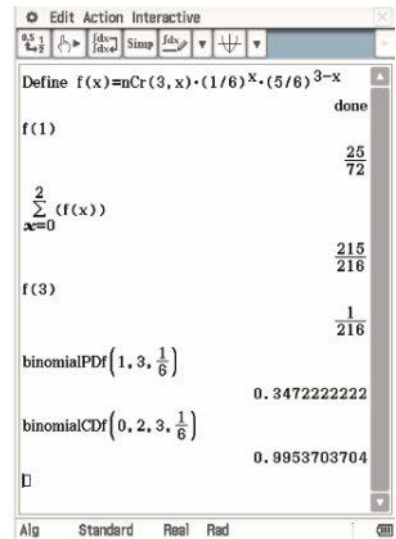 Edit Action Interactive
Simp
Define f(x)=nCr(3,x)·(1/6)^x·(5/6)^3-x
done
f(1)
25/72
2
∑ (f(x))
x=0
215/216
f(3)
1/216
binomialPDf(1,3,1/6)
0.3472222222
binomialCDf(0,2,3,1/6)
0.9953703704
Alg Standard Real Rad